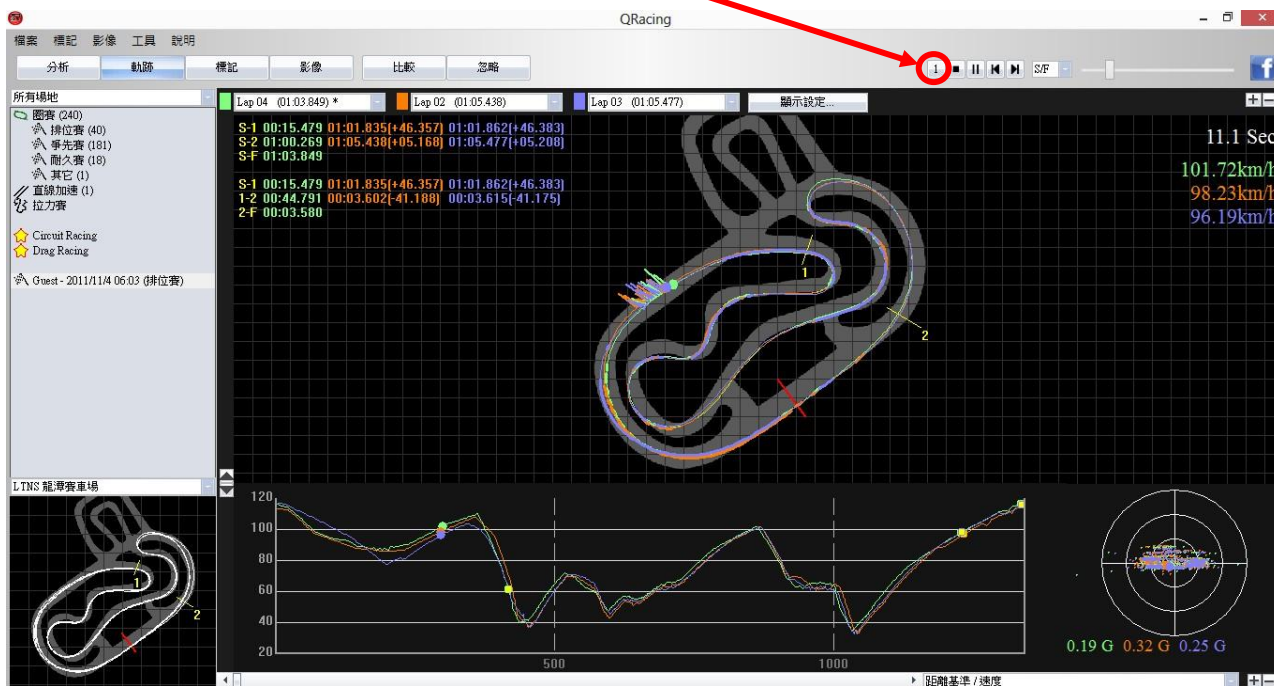 QRacing
檔案 標記 影像 工具 說明
分析 軌跡 標記 影像 比較 忽略
1 S/F f
所有場地
圈賽 (240)
排位賽 (40)
爭先賽 (181)
耐久賽 (18)
其它 (1)
直線加速 (1)
拉力賽
Circuit Racing
Drag Racing
Guest - 2011/11/4 06:03 (排位賽)
Lap 04 (01:03.849) * Lap 02 (01:05.438) Lap 03 (01:05.477) 顯示設定...
S-1 00:15.479 01:01.835[+46.357] 01:01.862[+46.383]
S-2 01:00.269 01:05.438[+05.168] 01:05.477[+05.208]
S-F 01:03.849
S-1 00:15.479 01:01.835[+46.357] 01:01.862[+46.383]
1-2 00:44.791 00:03.602[-41.188] 00:03.615[-41.175]
2-F 00:03.580
11.1 Sec
101.72km/h
98.23km/h
96.19km/h
1
2
LTNS 龍潭賽車場
1
2
120
100
80
60
40
20
500 1000
0.19 G 0.32 G 0.25 G
距離基準 / 速度